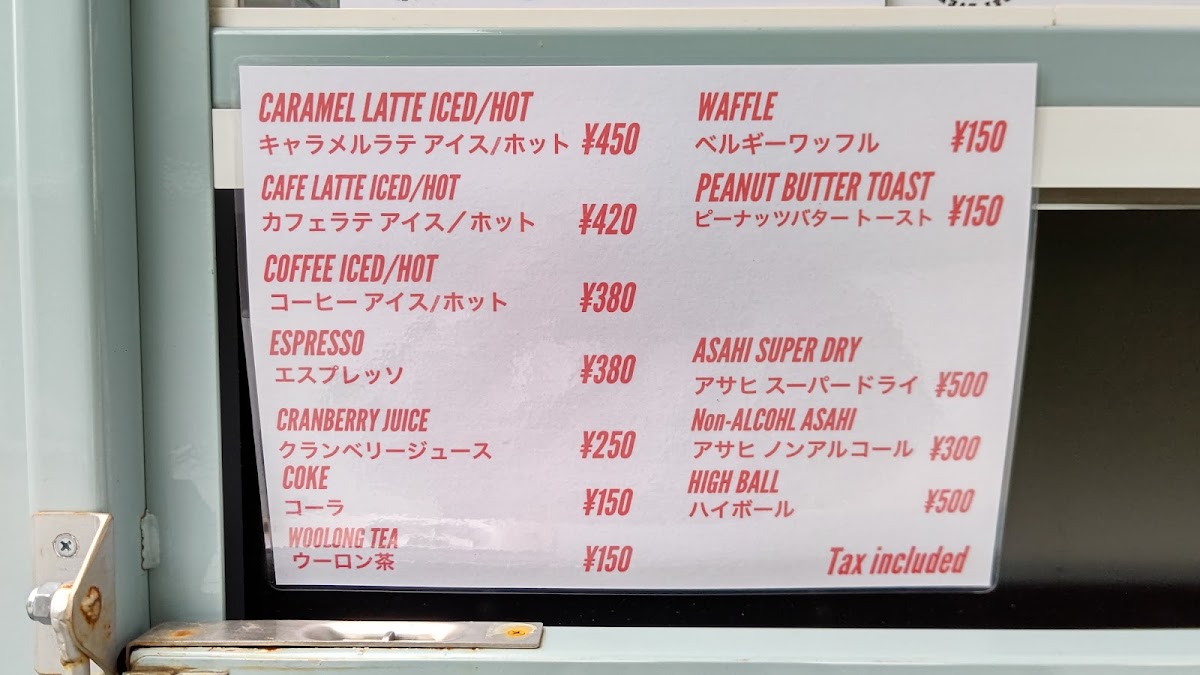 CARAMEL LATTE ICED/HOT
キャラメルラテ アイス/ホット ¥450
CAFE LATTE ICED/HOT
カフェラテ アイス／ホット ¥420
COFFEE ICED/HOT
コーヒー アイス/ホット ¥380
ESPRESSO
エスプレッソ ¥380
CRANBERRY JUICE
クランベリージュース ¥250
COKE
コーラ ¥150
WOOLONG TEA
ウーロン茶 ¥150
WAFFLE
ベルギーワッフル ¥150
PEANUT BUTTER TOAST
ピーナッツバター トースト ¥150
ASAHI SUPER DRY
アサヒ スーパードライ ¥500
Non-ALCOHL ASAHI
アサヒ ノンアルコール ¥300
HIGH BALL
ハイボール ¥500
Tax included